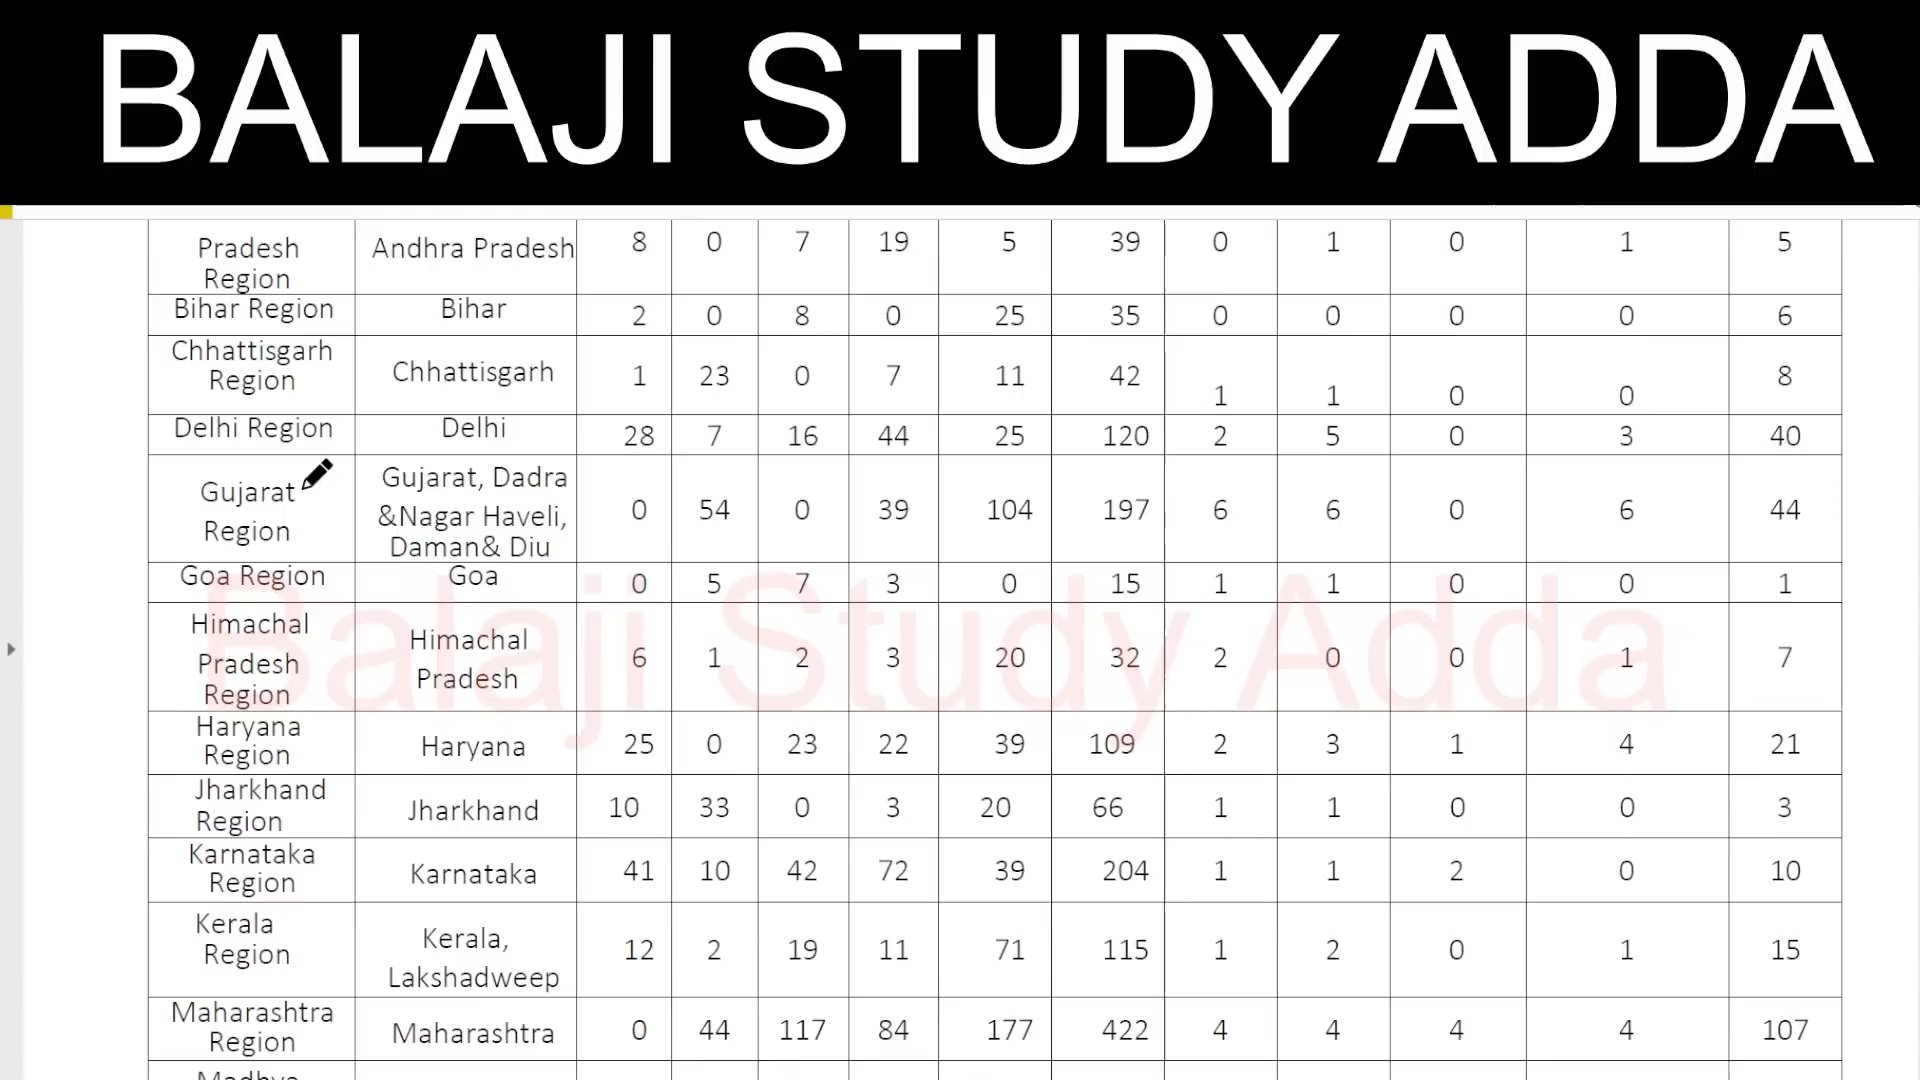 BALAJI STUDY ADDA
Pradesh Region Andhra Pradesh 8 0 7 19 5 39 0 1 0 1 5
Bihar Region Bihar 2 0 8 0 25 35 0 0 0 0 6
Chhattisgarh Region Chhattisgarh 1 23 0 7 11 42 1 1 0 0 8
Delhi Region Delhi 28 7 16 44 25 120 2 5 0 3 40
Gujarat Region Gujarat, Dadra &Nagar Haveli, Daman& Diu 0 54 0 39 104 197 6 6 0 6 44
Goa Region Goa 0 5 7 3 0 15 1 1 0 0 1
Himachal Pradesh Region Himachal Pradesh 6 1 2 3 20 32 2 0 0 1 7
Haryana Region Haryana 25 0 23 22 39 109 2 3 1 4 21
Jharkhand Region Jharkhand 10 33 0 3 20 66 1 1 0 0 3
Karnataka Region Karnataka 41 10 42 72 39 204 1 1 2 0 10
Kerala Region Kerala, Lakshadweep 12 2 19 11 71 115 1 2 0 1 15
Maharashtra Region Maharashtra 0 44 117 84 177 422 4 4 4 4 107
Balaji Study Adda